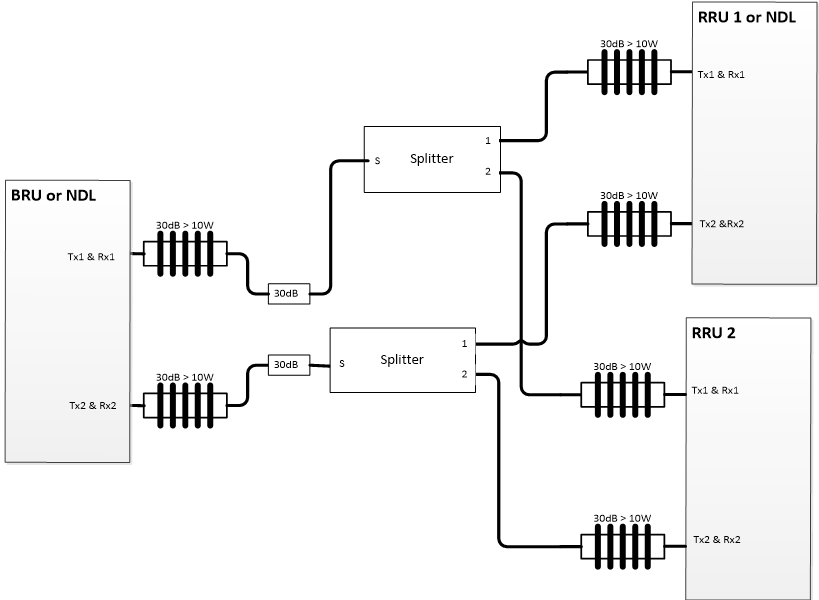 RRU 1 or NDL
30dB > 10W
Tx1 & Rx1
1
S
Splitter
2
BRU or NDL
30dB > 10W
Tx2 &Rx2
30dB > 10W
Tx1 & Rx1
30dB
RRU 2
1
S
Splitter
30dB
2
30dB > 10W
30dB > 10W
Tx1 & Rx1
Tx2 & Rx2
30dB > 10W
Tx2 & Rx2